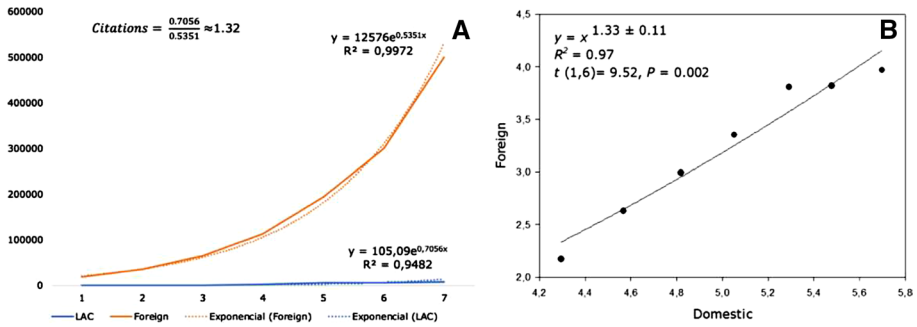 600000
500000
400000
300000
200000
100000
0
Citations = 0.7056/0.5351 ≈1.32
A
y = 12576e^0,5351x
R² = 0,9972
y = 105,09e^0,7056x
R² = 0,9482
1 2 3 4 5 6 7
LAC Foreign Exponencial (Foreign) Exponencial (LAC)
B
y = x^1.33 ± 0.11
R² = 0.97
t (1,6)= 9.52, P = 0.002
4,5
4,0
3,5
3,0
2,5
2,0
Foreign
4,2 4,4 4,6 4,8 5,0 5,2 5,4 5,6 5,8
Domestic